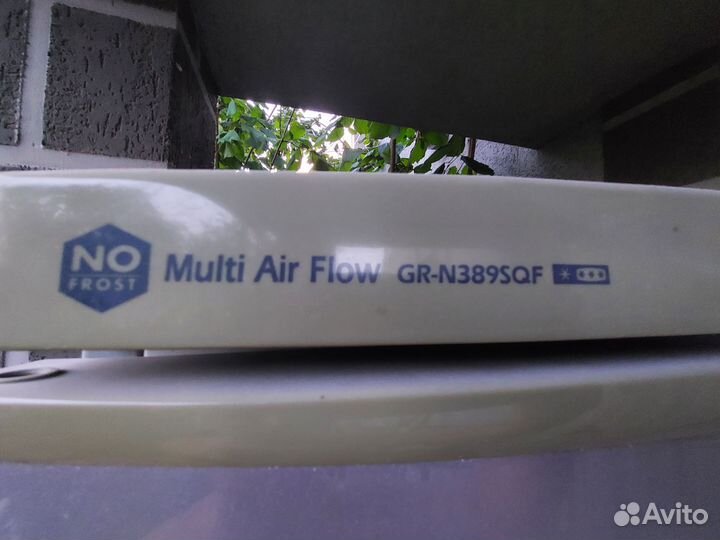 NO
FROST
Multi Air Flow GR-N389SQF
Avito